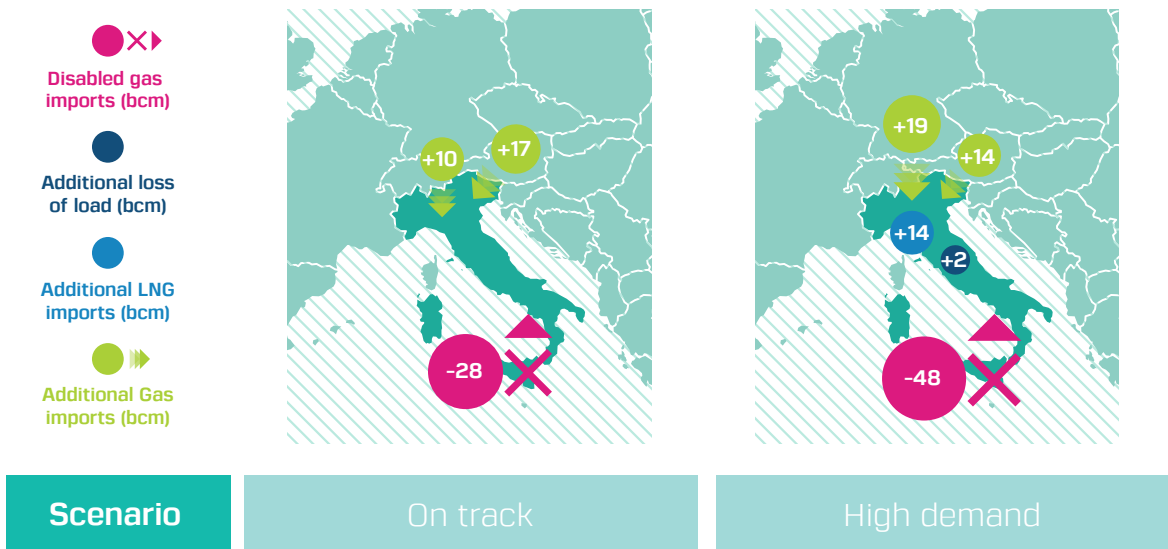 Disabled gas
imports (bcm)
Additional loss
of load (bcm)
Additional LNG
imports (bcm)
Additional Gas
imports (bcm)
+10
+17
-28
+19
+14
+14
+2
-48
Scenario
On track
High demand